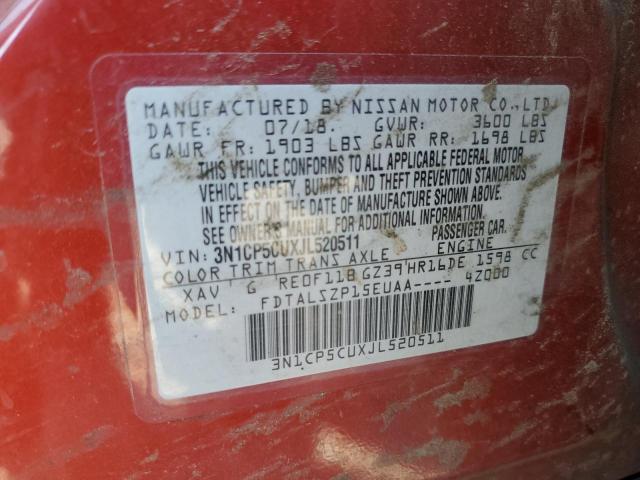 MANUFACTURED BY NISSAN MOTOR CO.,LTD.
DATE: 07/18. GVWR: 3600 LBS
GAWR FR: 1903 LBS GAWR RR: 1698 LBS
THIS VEHICLE CONFORMS TO ALL APPLICABLE FEDERAL MOTOR
VEHICLE SAFETY, BUMPER AND THEFT PREVENTION STANDARDS
IN EFFECT ON THE DATE OF MANUFACTURE SHOWN ABOVE.
SEE OWNER'S MANUAL FOR ADDITIONAL INFORMATION.
VIN: 3N1CP5CUXJL520511 PASSENGER CAR.
COLOR TRIM TRANS AXLE ENGINE
XAV G RE0F11B GZ39 HR16DE 1598 CC
MODEL: FDTALSZP15EUAA---- 4Z000
3N1CP5CUXJL520511